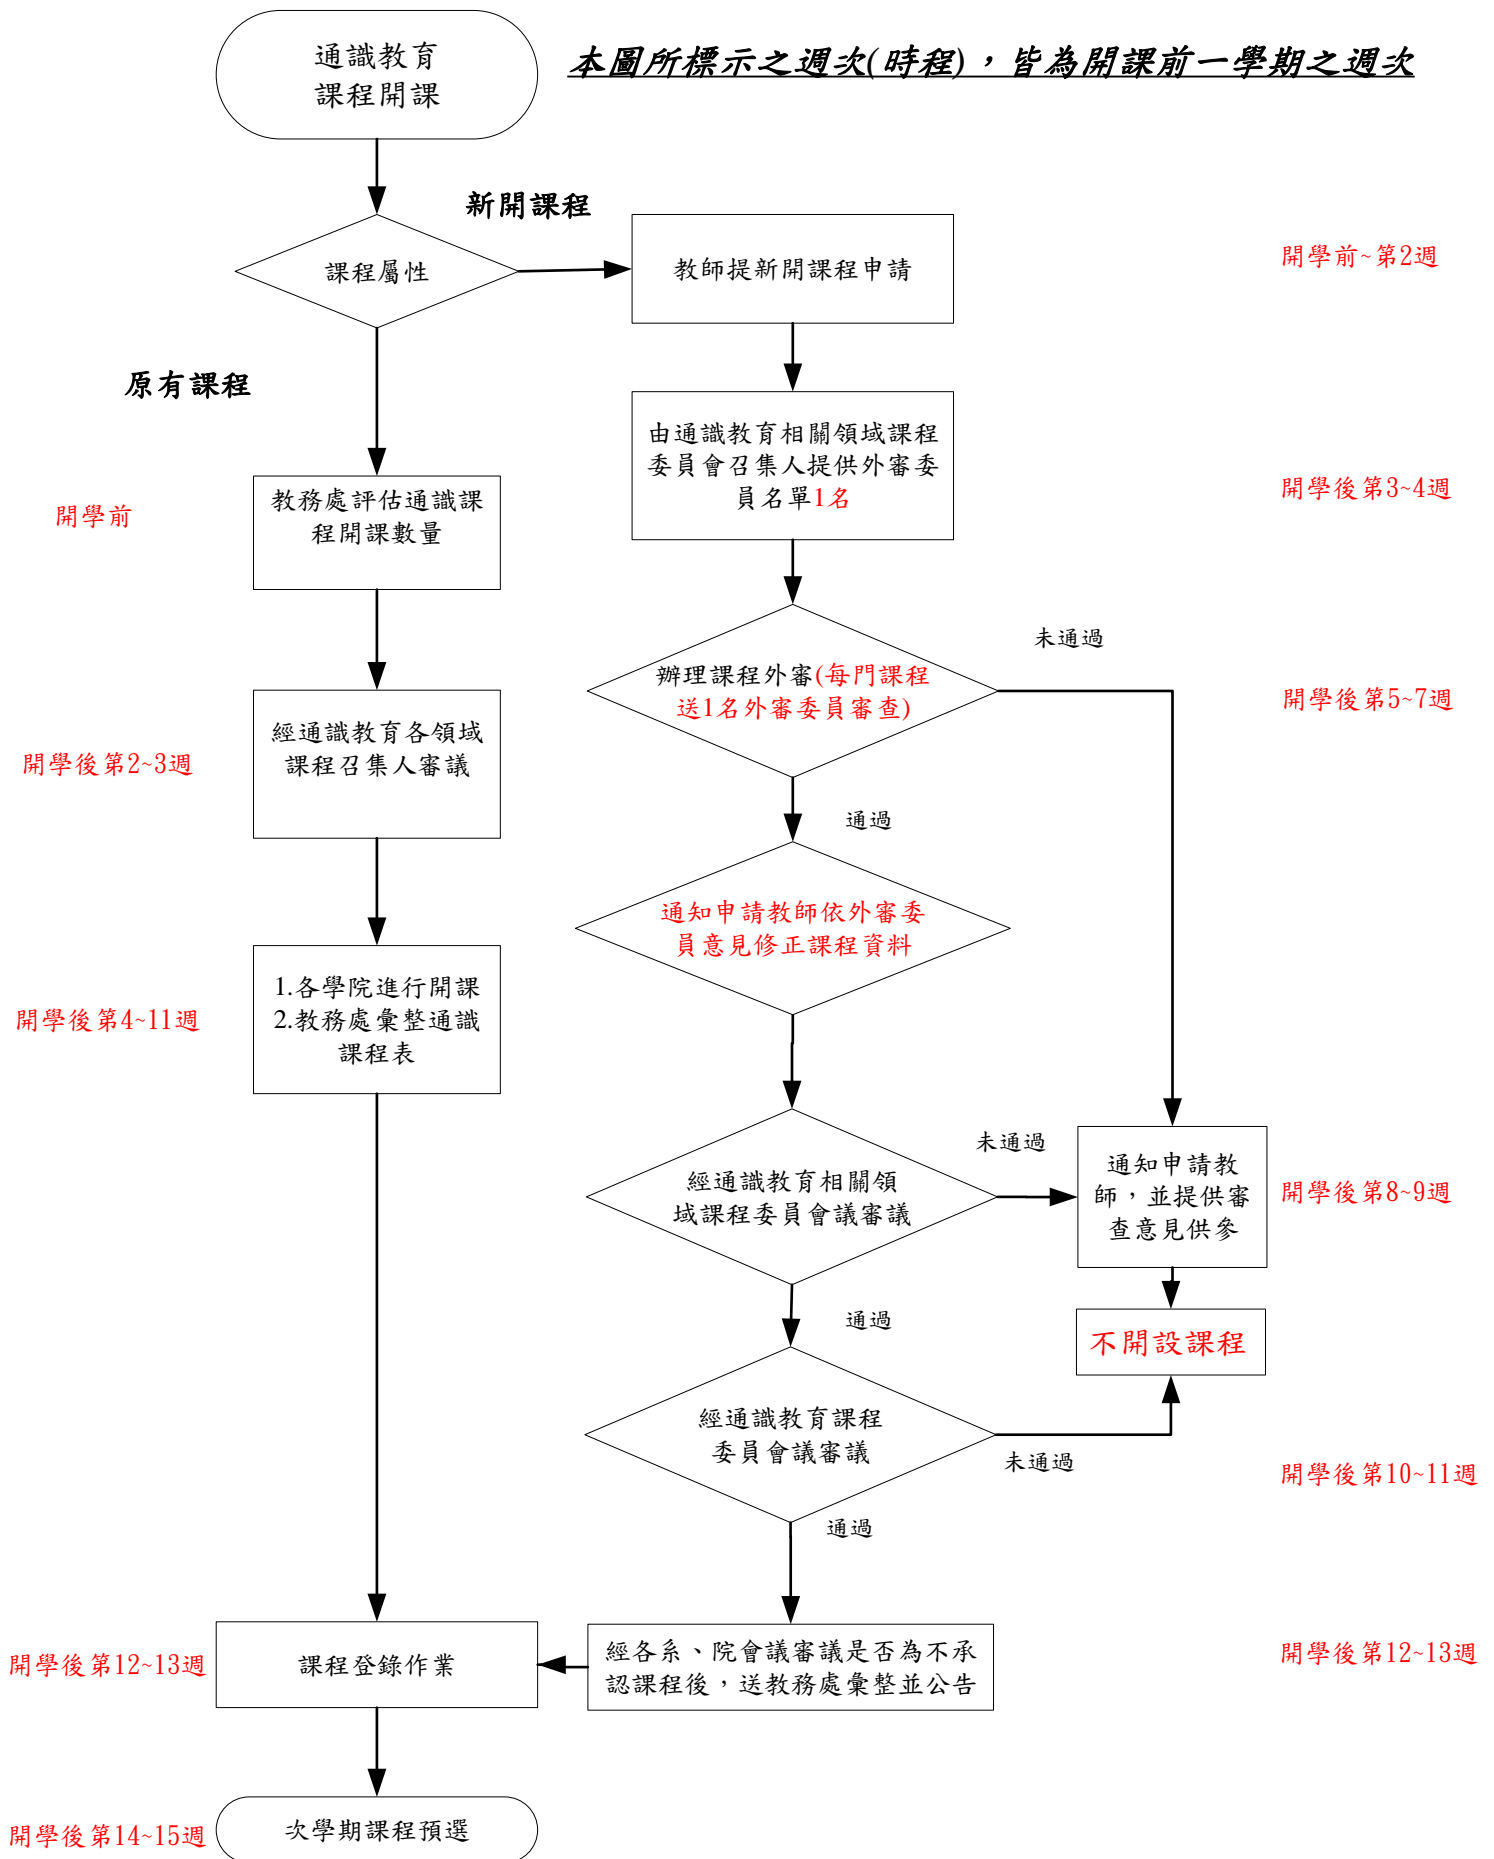 通識教育
課程開課
本圖所標示之週次(時程)，皆為開課前一學期之週次
新開課程
課程屬性
教師提新開課程申請
開學前~第2週
原有課程
由通識教育相關領域課程
委員會召集人提供外審委
員名單1名
開學後第3~4週
開學前
教務處評估通識課
程開課數量
未通過
辦理課程外審(每門課程
送1名外審委員審查)
開學後第5~7週
開學後第2~3週
經通識教育各領域
課程召集人審議
通過
通知申請教師依外審委
員意見修正課程資料
開學後第4~11週
1.各學院進行開課
2.教務處彙整通識
課程表
未通過
經通識教育相關領
域課程委員會議審議
通知申請教
師，並提供審
查意見供參
開學後第8~9週
通過
不開設課程
經通識教育課程
委員會議審議
未通過
開學後第10~11週
通過
開學後第12~13週
課程登錄作業
經各系、院會議審議是否為不承
認課程後，送教務處彙整並公告
開學後第12~13週
開學後第14~15週
次學期課程預選